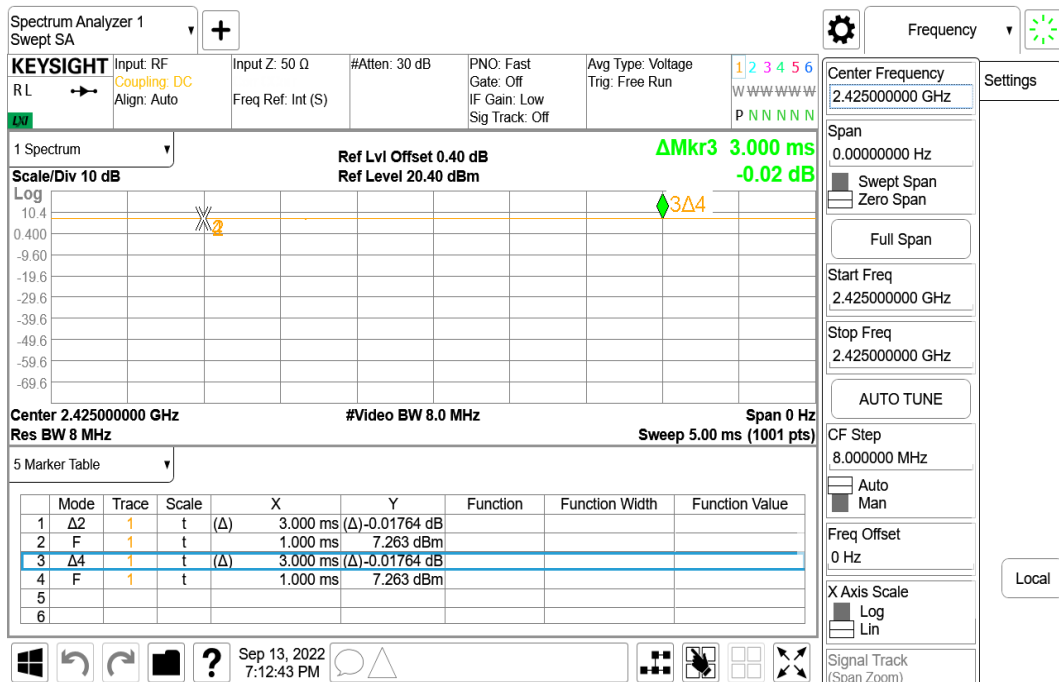 Spectrum Analyzer 1
Swept SA
Frequency
KEYSIGHT
RL
LXI
Input: RF
Coupling: DC
Align: Auto
Input Z: 50 Ω
Freq Ref: Int (S)
#Atten: 30 dB
PNO: Fast
Gate: Off
IF Gain: Low
Sig Track: Off
Avg Type: Voltage
Trig: Free Run
1 2 3 4 5 6
W W W W W W
P N N N N N
1 Spectrum
Scale/Div 10 dB
Ref Lvl Offset 0.40 dB
Ref Level 20.40 dBm
ΔMkr3 3.000 ms
-0.02 dB
Log
10.4
0.400
-9.60
-19.6
-29.6
-39.6
-49.6
-59.6
-69.6
3Δ4
Center 2.425000000 GHz
#Video BW 8.0 MHz
Span 0 Hz
Res BW 8 MHz
Sweep 5.00 ms (1001 pts)
5 Marker Table
Mode Trace Scale X Y Function Function Width Function Value
1 Δ2 1 t (Δ) 3.000 ms (Δ)-0.01764 dB
2 F 1 t 1.000 ms 7.263 dBm
3 Δ4 1 t (Δ) 3.000 ms (Δ)-0.01764 dB
4 F 1 t 1.000 ms 7.263 dBm
5
6
Sep 13, 2022
7:12:43 PM
?
Center Frequency
2.425000000 GHz
Span
0.00000000 Hz
Swept Span
Zero Span
Full Span
Start Freq
2.425000000 GHz
Stop Freq
2.425000000 GHz
AUTO TUNE
CF Step
8.000000 MHz
Auto
Man
Freq Offset
0 Hz
X Axis Scale
Log
Lin
Signal Track
(Span Zoom)
Settings
Local